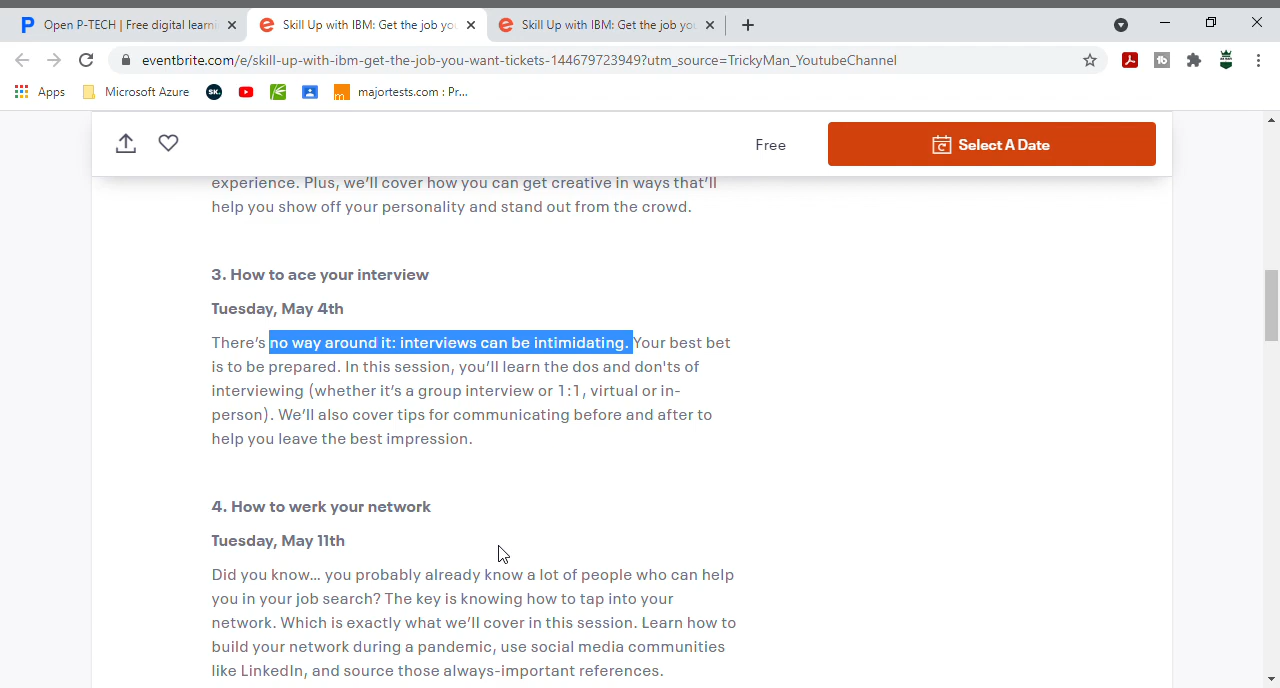 Open P-TECH | Free digital learni
Skill Up with IBM: Get the job you
Skill Up with IBM: Get the job you
eventbrite.com/e/skill-up-with-ibm-get-the-job-you-want-tickets-144679723949?utm_source=TrickyMan_YoutubeChannel
Apps
Microsoft Azure
SK.
majortests.com : Pr...
Free
Select A Date
experience. Plus, we'll cover how you can get creative in ways that'll
help you show off your personality and stand out from the crowd.
3. How to ace your interview
Tuesday, May 4th
There's no way around it: interviews can be intimidating. Your best bet
is to be prepared. In this session, you'll learn the dos and don'ts of
interviewing (whether it's a group interview or 1:1, virtual or in-
person). We'll also cover tips for communicating before and after to
help you leave the best impression.
4. How to werk your network
Tuesday, May 11th
Did you know... you probably already know a lot of people who can help
you in your job search? The key is knowing how to tap into your
network. Which is exactly what we'll cover in this session. Learn how to
build your network during a pandemic, use social media communities
like LinkedIn, and source those always-important references.